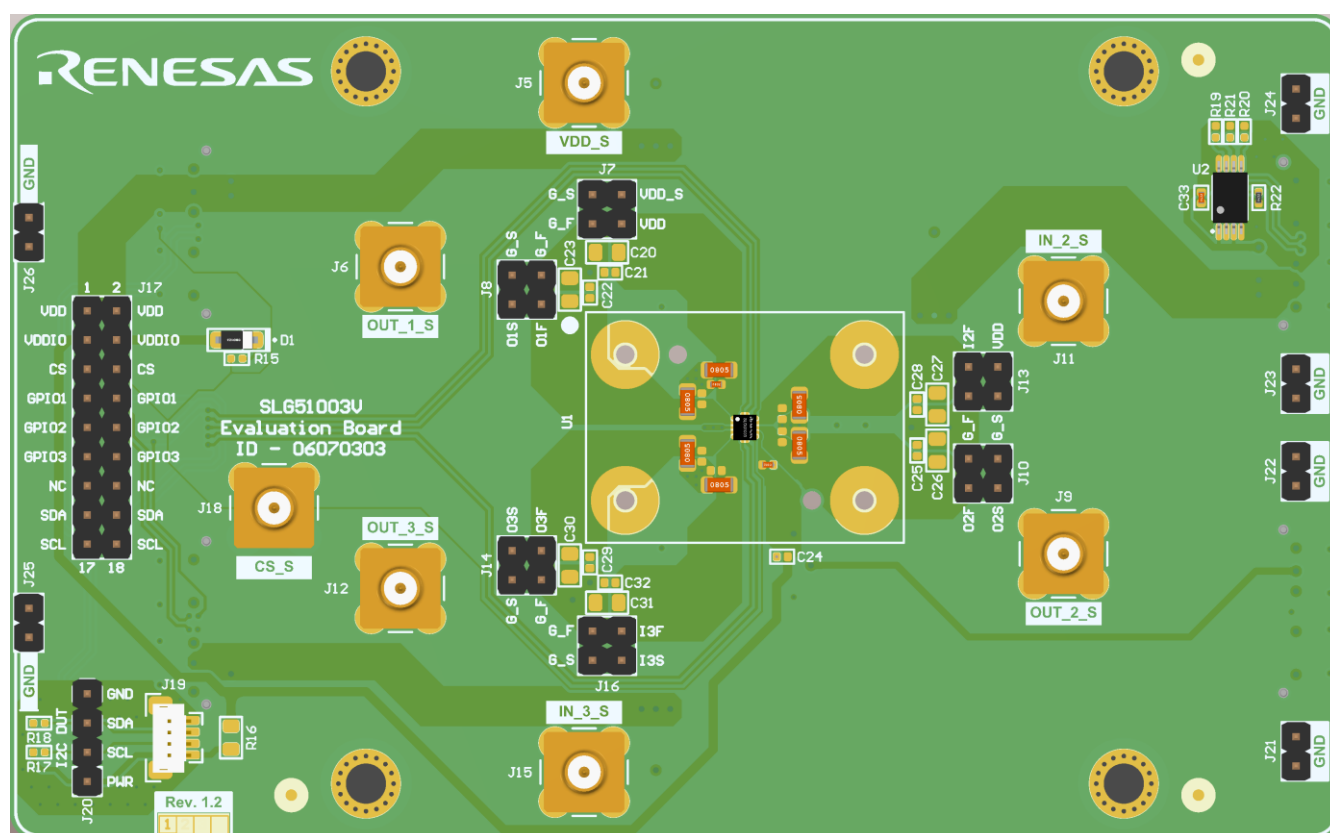 RENESAS
J5
VDD_S
J7
G_S
VDD_S
G_F
VDD
C20
C21
C23
C22
G_S
G_F
J8
O1S
O1F
J6
OUT_1_S
GND
J26
1
2
J17
VDD
VDD
VDDIO
VDDIO
CS
CS
GPIO1
GPIO1
GPIO2
GPIO2
GPIO3
GPIO3
NC
NC
SDA
SDA
SCL
SCL
17
18
D1
R15
SLG51003V
Evaluation Board
ID - 06070303
J18
CS_S
OUT_3_S
J12
U1
0805
0805
0805
0805
0805
0805
R19
R21
R20
J24
GND
U2
C33
R22
IN_2_S
J11
I2F
VDD
J13
C28
C27
C25
C26
G_F
G_S
J10
O2F
O2S
J23
GND
J22
GND
J9
OUT_2_S
O3S
O3F
C30
J14
C29
C24
G_S
G_F
C32
C31
G_F
I3F
G_S
I3S
J16
IN_3_S
J15
J25
GND
J19
GND
SDA
SCL
PWR
I2C DUT
R18
R17
J20
R16
Rev. 1.2
1
J21
GND